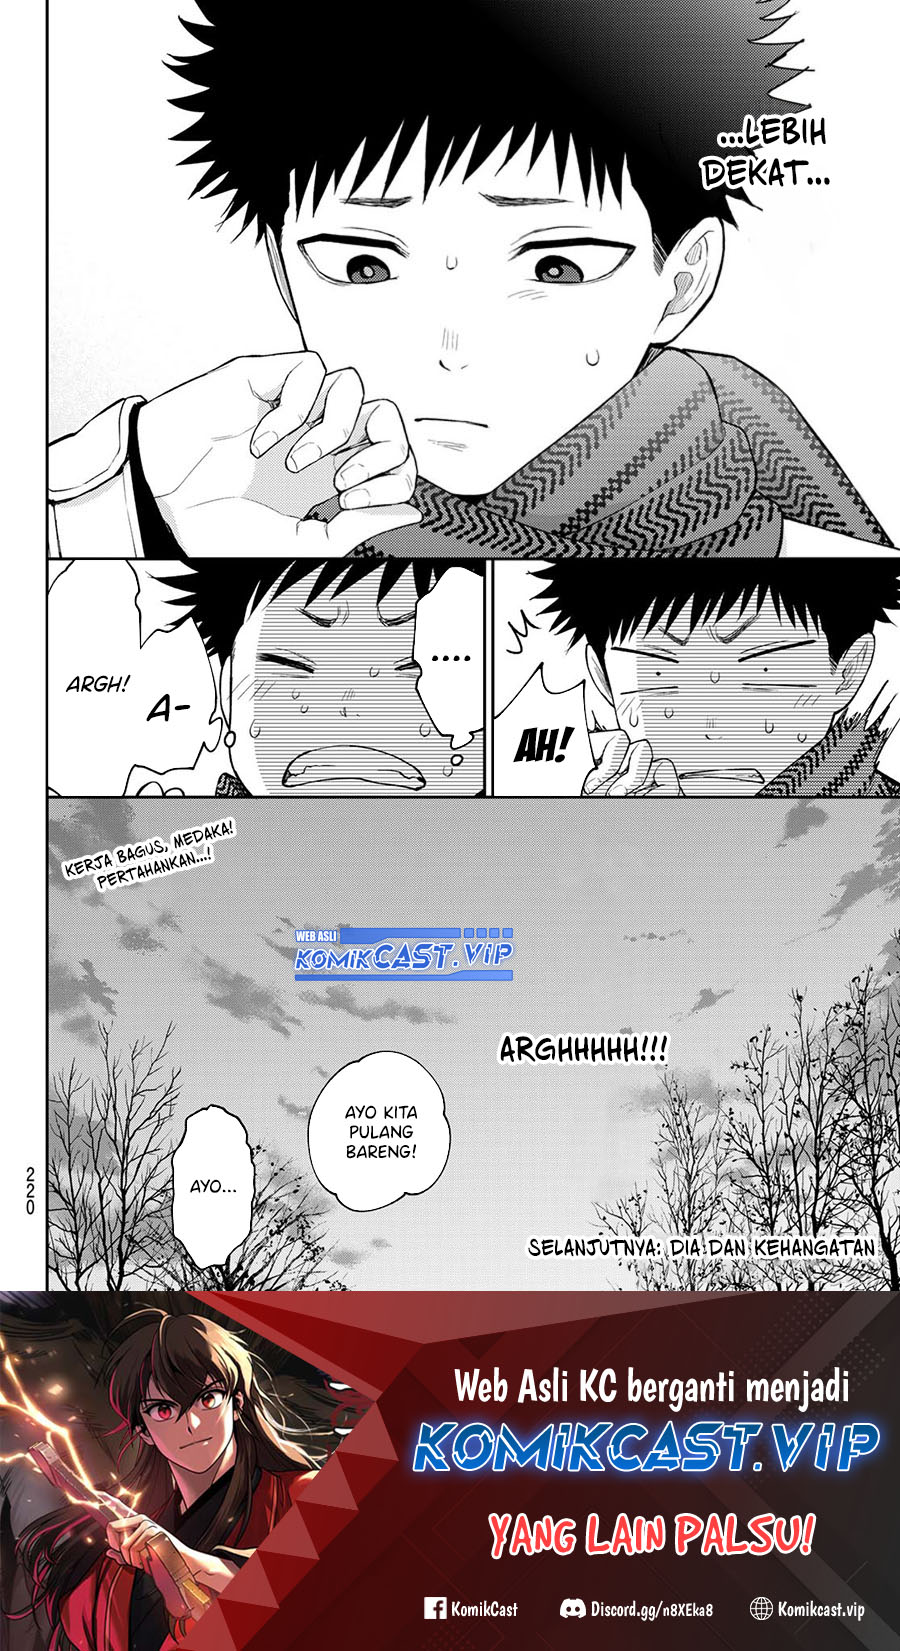 ...LEBIH
DEKAT...
AH!
....
A-
ARGH!
KERJA BAGUS, MEDAKA!
PERTAHANKAN...!
WEB ASLI
KOMIKCAST.VIP
ARGHHHHH!!!
AYO KITA
PULANG
BARENG!
AYO...
SELANJUTNYA: DIA DAN KEHANGATAN
220
Web Asli KC berganti menjadi
KOMIKCAST.VIP
YANG LAIN PALSU!
KomikCast
Discord.gg/n8XEka8
Komikcast.vip